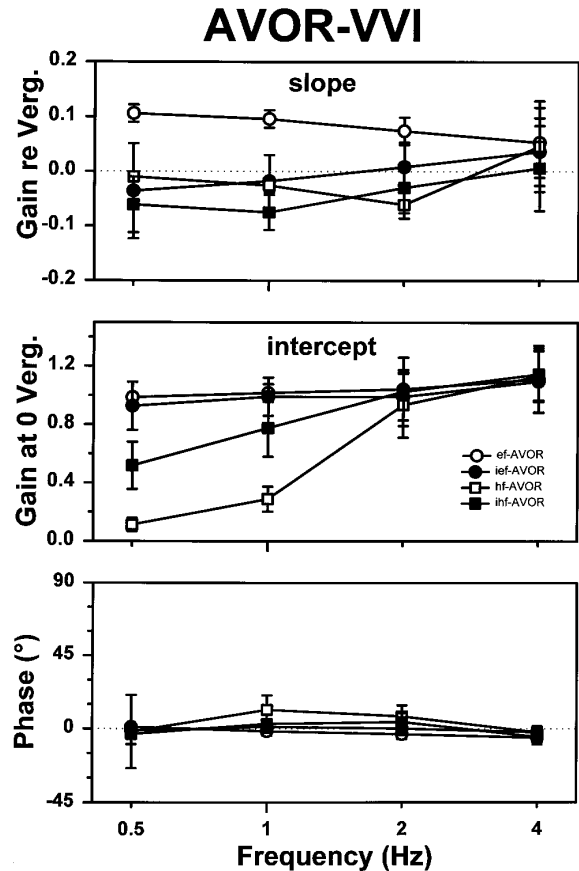 AVOR-VVI
slope
Gain re Verg.
0.2
0.1
0.0
-0.1
-0.2
intercept
Gain at 0 Verg.
1.2
0.8
0.4
0.0
ef-AVOR
ief-AVOR
hf-AVOR
ihf-AVOR
Phase (°)
90
45
0
-45
0.5
1
2
4
Frequency (Hz)